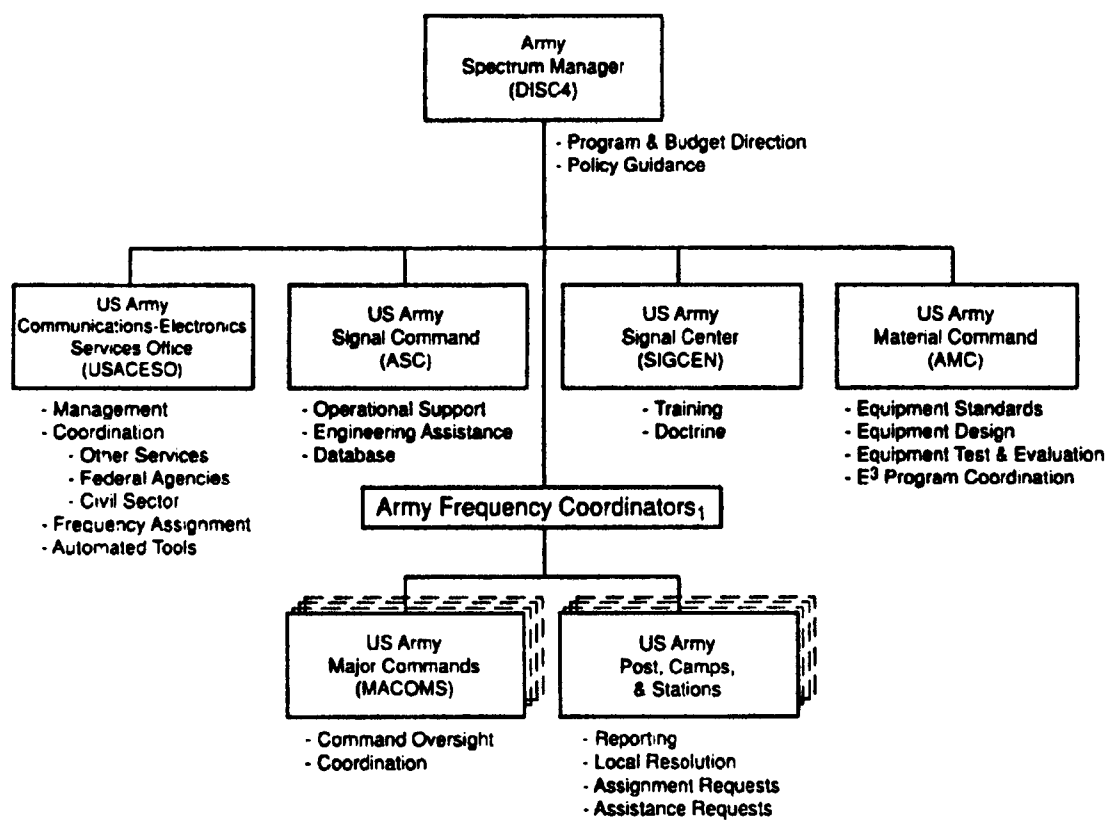 Army
Spectrum Manager
(DISC4)
- Program & Budget Direction
- Policy Guidance
US Army
Communications-Electronics
Services Office
(USACESO)
- Management
- Coordination
- Other Services
- Federal Agencies
- Civil Sector
- Frequency Assignment
- Automated Tools
US Army
Signal Command
(ASC)
- Operational Support
- Engineering Assistance
- Database
US Army
Signal Center
(SIGCEN)
- Training
- Doctrine
US Army
Material Command
(AMC)
- Equipment Standards
- Equipment Design
- Equipment Test & Evaluation
- E³ Program Coordination
Army Frequency Coordinators₁
US Army
Major Commands
(MACOMS)
- Command Oversight
- Coordination
US Army
Post, Camps,
& Stations
- Reporting
- Local Resolution
- Assignment Requests
- Assistance Requests